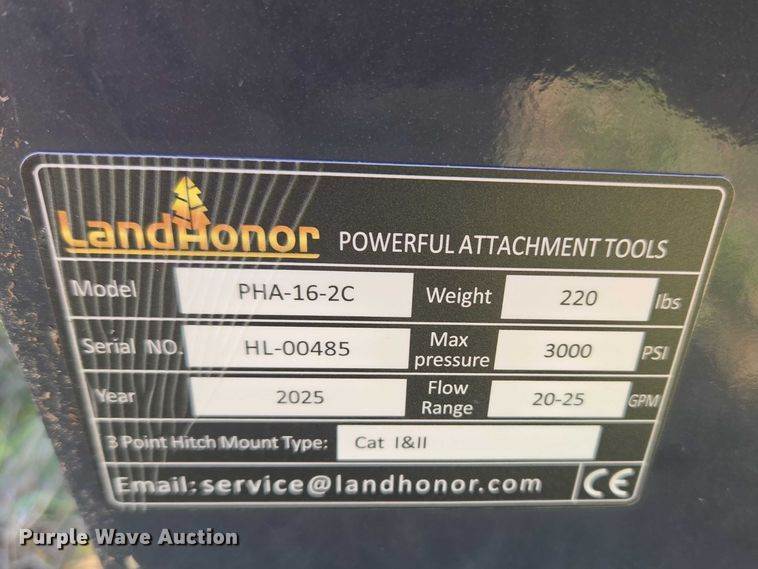 LandHonor POWERFUL ATTACHMENT TOOLS
Model PHA-16-2C Weight 220 lbs
Serial NO. HL-00485 Max pressure 3000 PSI
Year 2025 Flow Range 20-25 GPM
3 Point Hitch Mount Type: Cat I&II
Email: service@landhonor.com CE
Purple Wave Auction